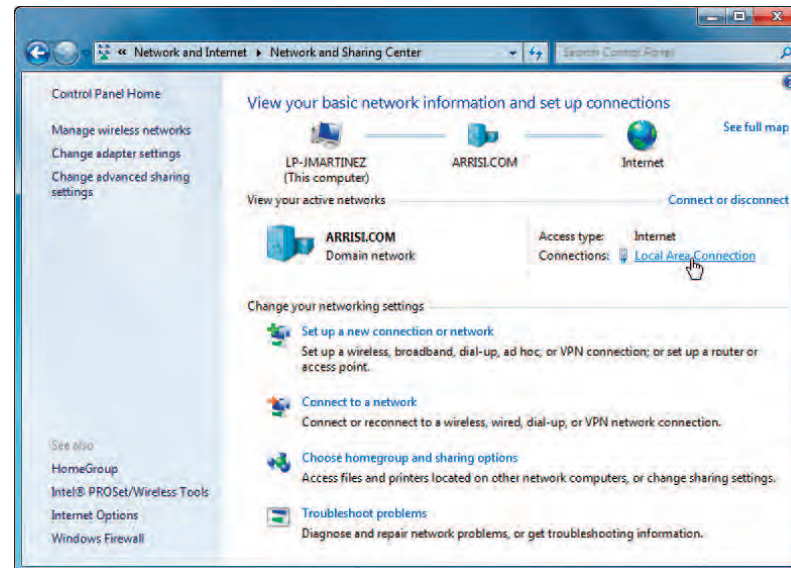 « Network and Internet ▸ Network and Sharing Center
Search Control Panel
Control Panel Home
Manage wireless networks
Change adapter settings
Change advanced sharing
settings
See also
HomeGroup
Intel® PROSet/Wireless Tools
Internet Options
Windows Firewall
View your basic network information and set up connections
See full map
LP-JMARTINEZ
(This computer)
ARRISI.COM
Internet
View your active networks
Connect or disconnect
ARRISI.COM
Domain network
Access type: Internet
Connections: Local Area Connection
Change your networking settings
Set up a new connection or network
Set up a wireless, broadband, dial-up, ad hoc, or VPN connection; or set up a router or
access point.
Connect to a network
Connect or reconnect to a wireless, wired, dial-up, or VPN network connection.
Choose homegroup and sharing options
Access files and printers located on other network computers, or change sharing settings.
Troubleshoot problems
Diagnose and repair network problems, or get troubleshooting information.